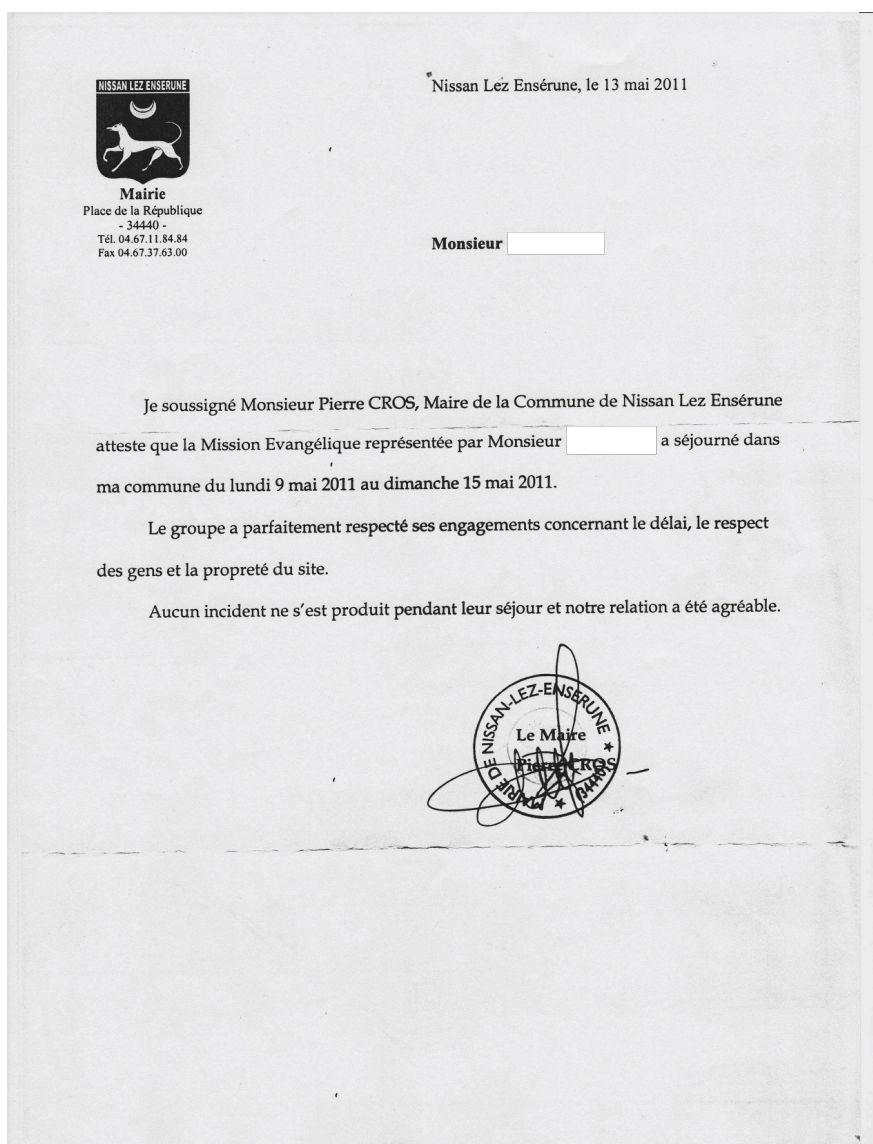 NISSAN LEZ ENSERUNE
Mairie
Place de la République
- 34440 -
Tél. 04.67.11.84.84
Fax 04.67.37.63.00
Nissan Lez Ensérune, le 13 mai 2011
Monsieur
Je soussigné Monsieur Pierre CROS, Maire de la Commune de Nissan Lez Ensérune
atteste que la Mission Evangélique représentée par Monsieur a séjourné dans
ma commune du lundi 9 mai 2011 au dimanche 15 mai 2011.
Le groupe a parfaitement respecté ses engagements concernant le délai, le respect
des gens et la propreté du site.
Aucun incident ne s'est produit pendant leur séjour et notre relation a été agréable.
MAIRIE DE NISSAN-LEZ-ENSERUNE ★ (34440) ★
Le Maire
Pierre CROS